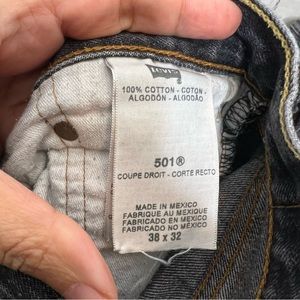 LEVI'S
100% COTTON - COTON -
ALGODÓN - ALGODÃO
501®
COUPE DROIT - CORTE RECTO
MADE IN MEXICO
FABRIQUÉ AU MEXIQUE
FABRICADO EN MEXICO
FABRICADO NO MÉXICO
38 x 32